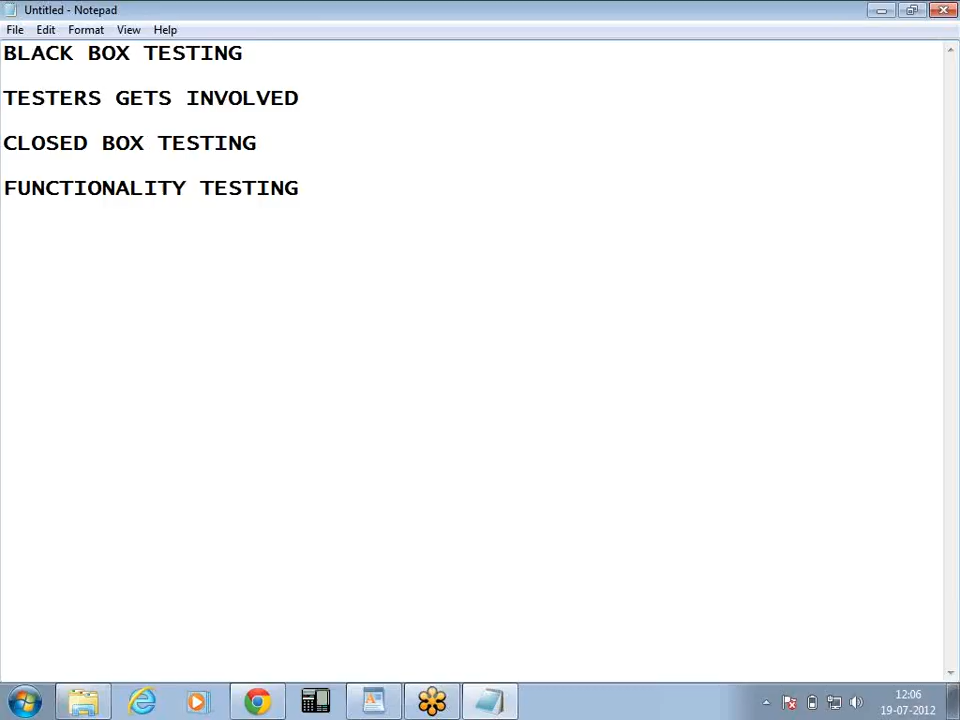 Untitled - Notepad
File Edit Format View Help
BLACK BOX TESTING
TESTERS GETS INVOLVED
CLOSED BOX TESTING
FUNCTIONALITY TESTING
12:06
19-07-2012